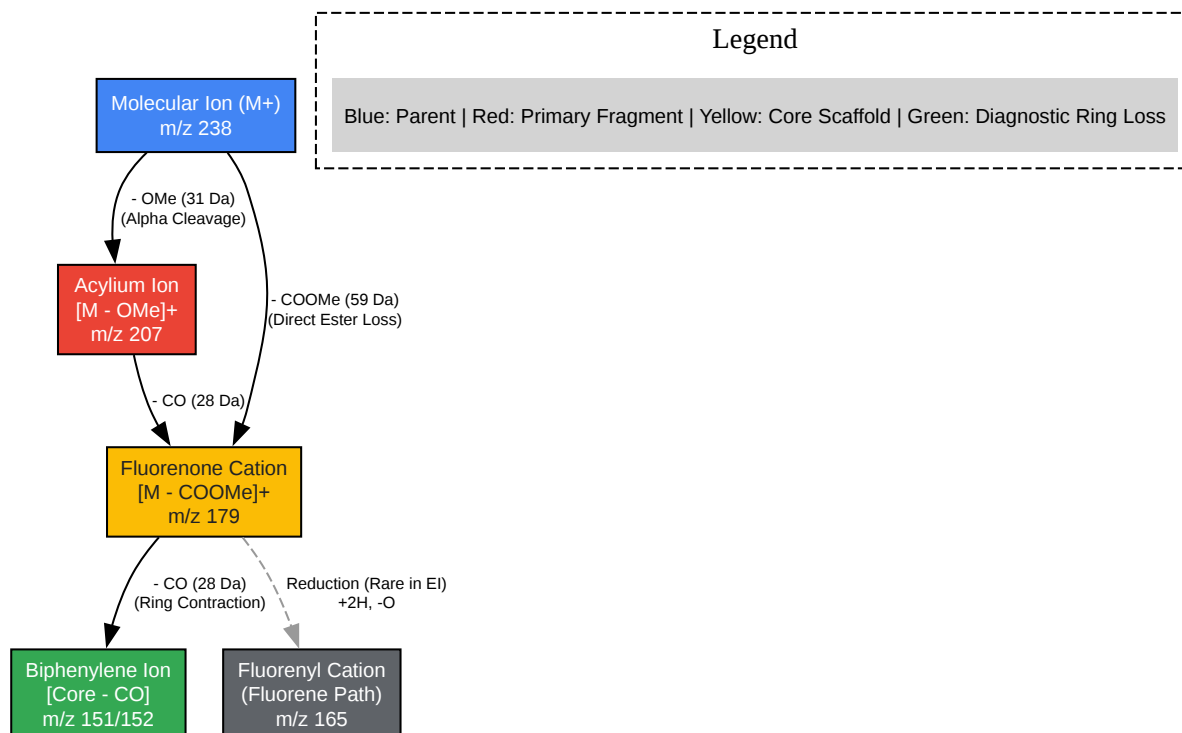 Legend
Blue: Parent | Red: Primary Fragment | Yellow: Core Scaffold | Green: Diagnostic Ring Loss
Molecular Ion (M+)
m/z 238
- OMe (31 Da)
(Alpha Cleavage)
Acylium Ion
[M - OMe]+
m/z 207
- COOMe (59 Da)
(Direct Ester Loss)
- CO (28 Da)
Fluorenone Cation
[M - COOMe]+
m/z 179
- CO (28 Da)
(Ring Contraction)
Reduction (Rare in EI)
+2H, -O
Biphenylene Ion
[Core - CO]
m/z 151/152
Fluorenyl Cation
(Fluorene Path)
m/z 165